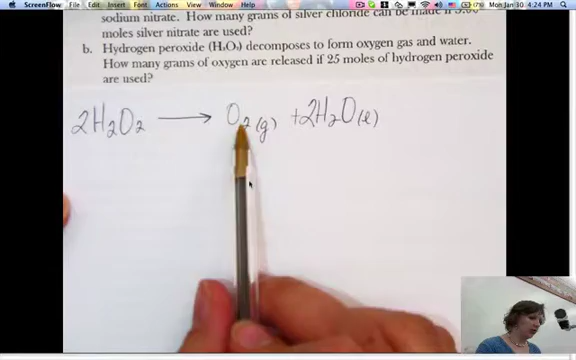 ScreenFlow File Edit Insert Font Actions View Window Help Mon Jan 30 4:24 PM
sodium nitrate. How many grams of silver chloride can be made if 5.00
moles silver nitrate are used?
b. Hydrogen peroxide (H₂O₂) decomposes to form oxygen gas and water.
How many grams of oxygen are released if 25 moles of hydrogen peroxide
are used?
2H₂O₂ ⟶ O₂(g) + 2H₂O(l)